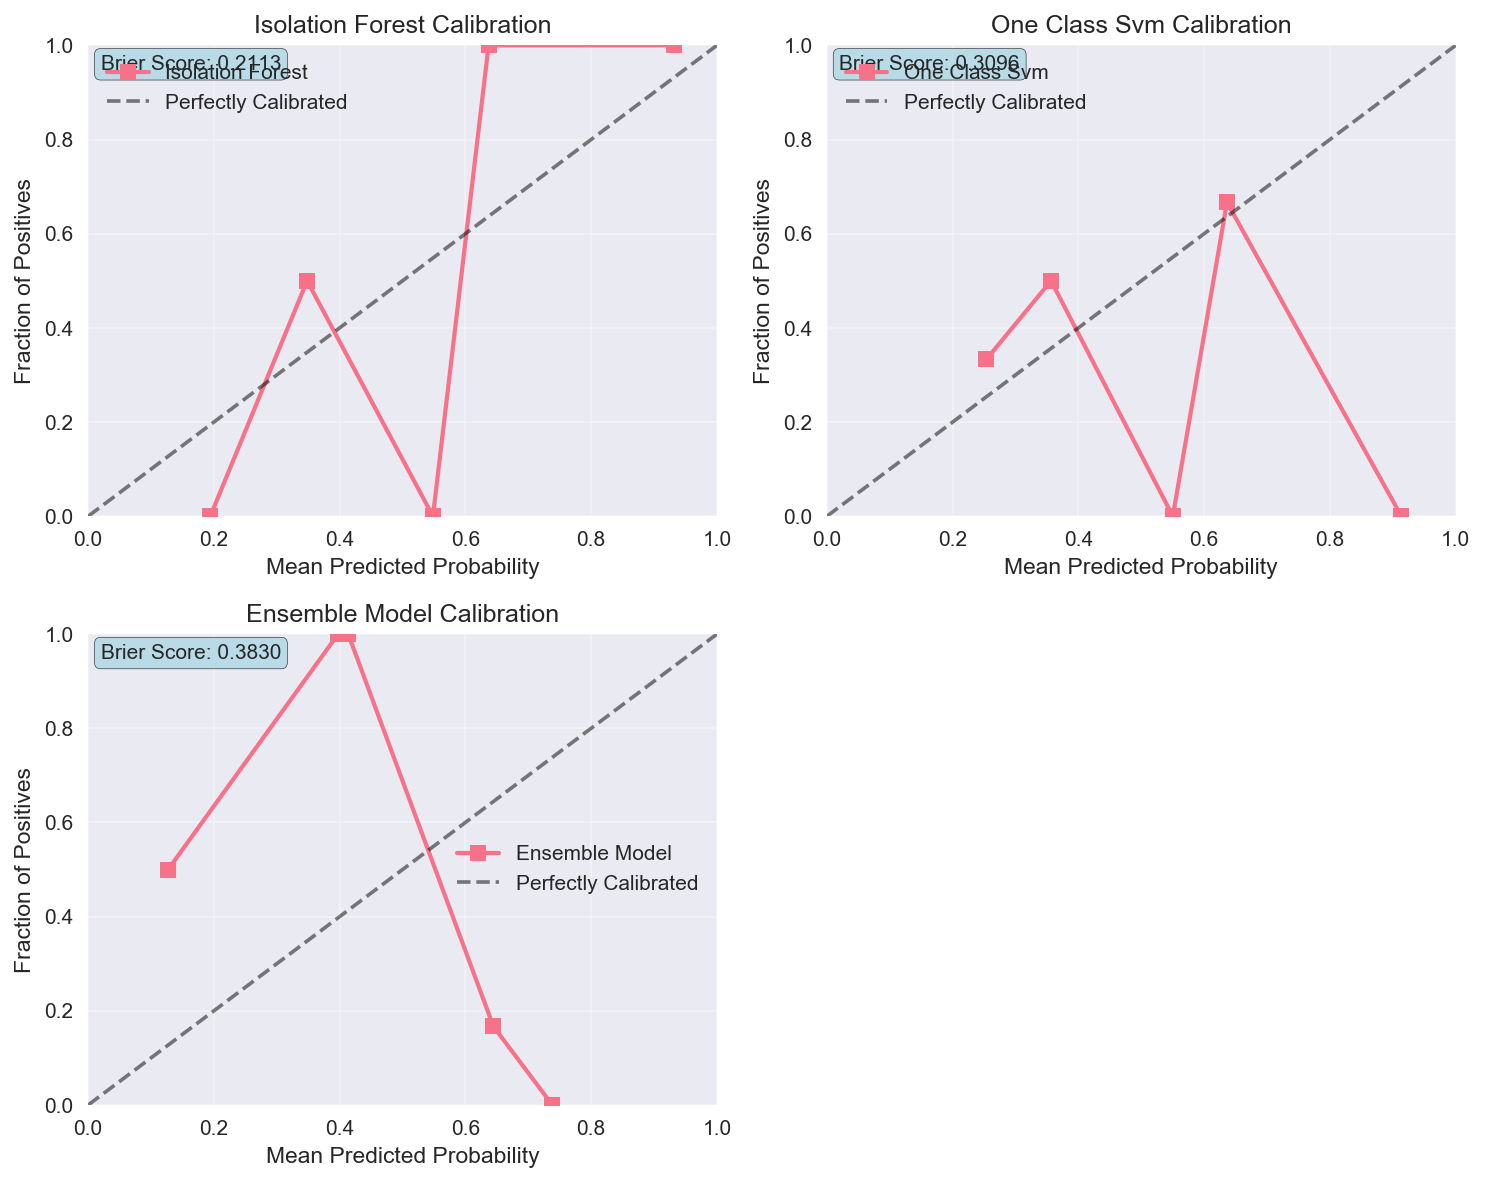 Isolation Forest Calibration
Brier Score: 0.2113
Isolation Forest
Perfectly Calibrated
1.0
0.8
0.6
0.4
0.2
0.0
Fraction of Positives
0.0 0.2 0.4 0.6 0.8 1.0
Mean Predicted Probability
One Class Svm Calibration
Brier Score: 0.3096
One Class Svm
Perfectly Calibrated
1.0
0.8
0.6
0.4
0.2
0.0
Fraction of Positives
0.0 0.2 0.4 0.6 0.8 1.0
Mean Predicted Probability
Ensemble Model Calibration
Brier Score: 0.3830
1.0
0.8
0.6
0.4
0.2
0.0
Fraction of Positives
Ensemble Model
Perfectly Calibrated
0.0 0.2 0.4 0.6 0.8 1.0
Mean Predicted Probability